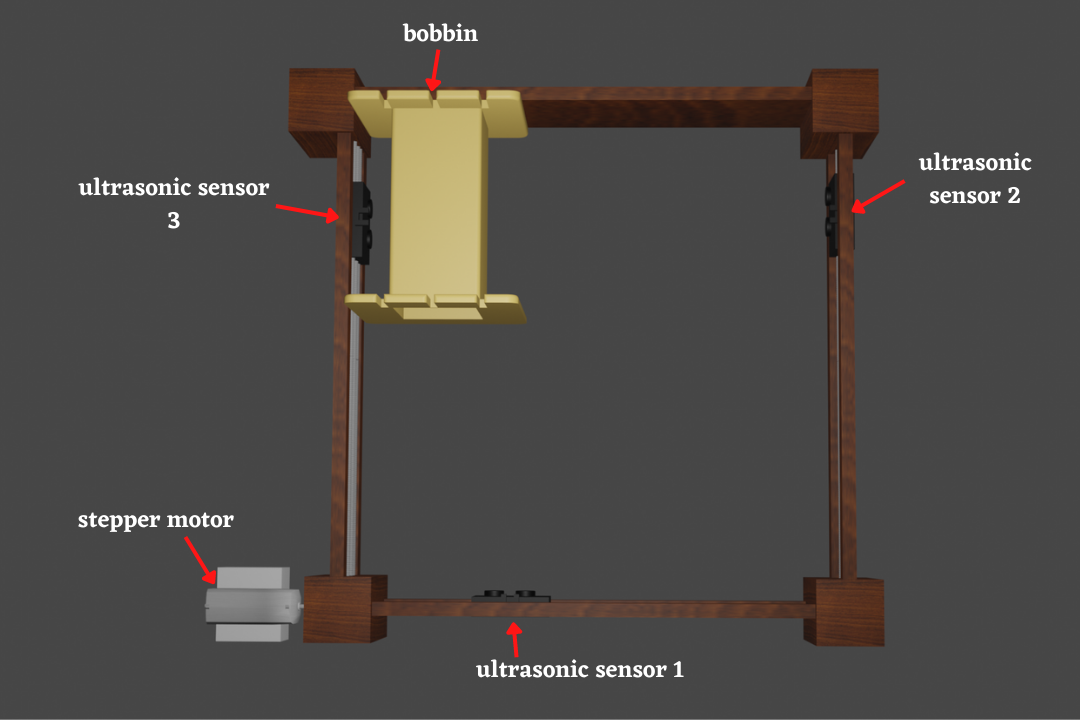 bobbin
ultrasonic
sensor 2
ultrasonic sensor
3
stepper motor
ultrasonic sensor 1